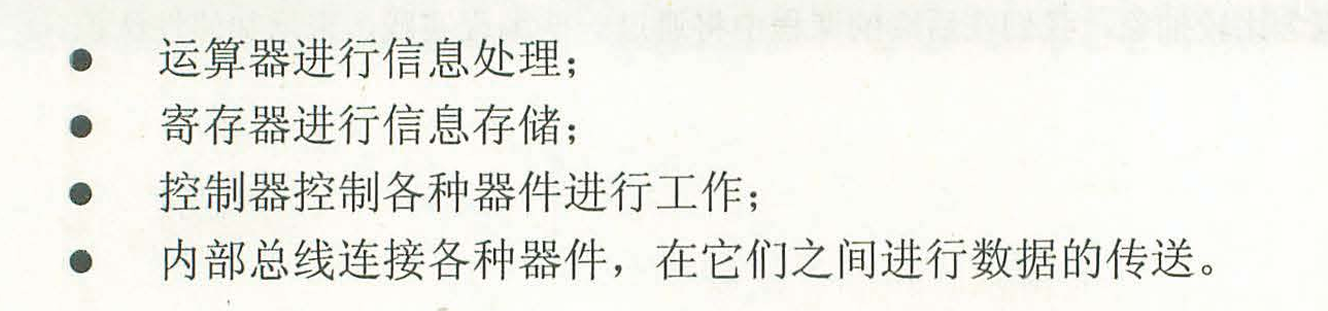 ● 运算器进行信息处理；
● 寄存器进行信息存储；
● 控制器控制各种器件进行工作；
● 内部总线连接各种器件，在它们之间进行数据的传送。